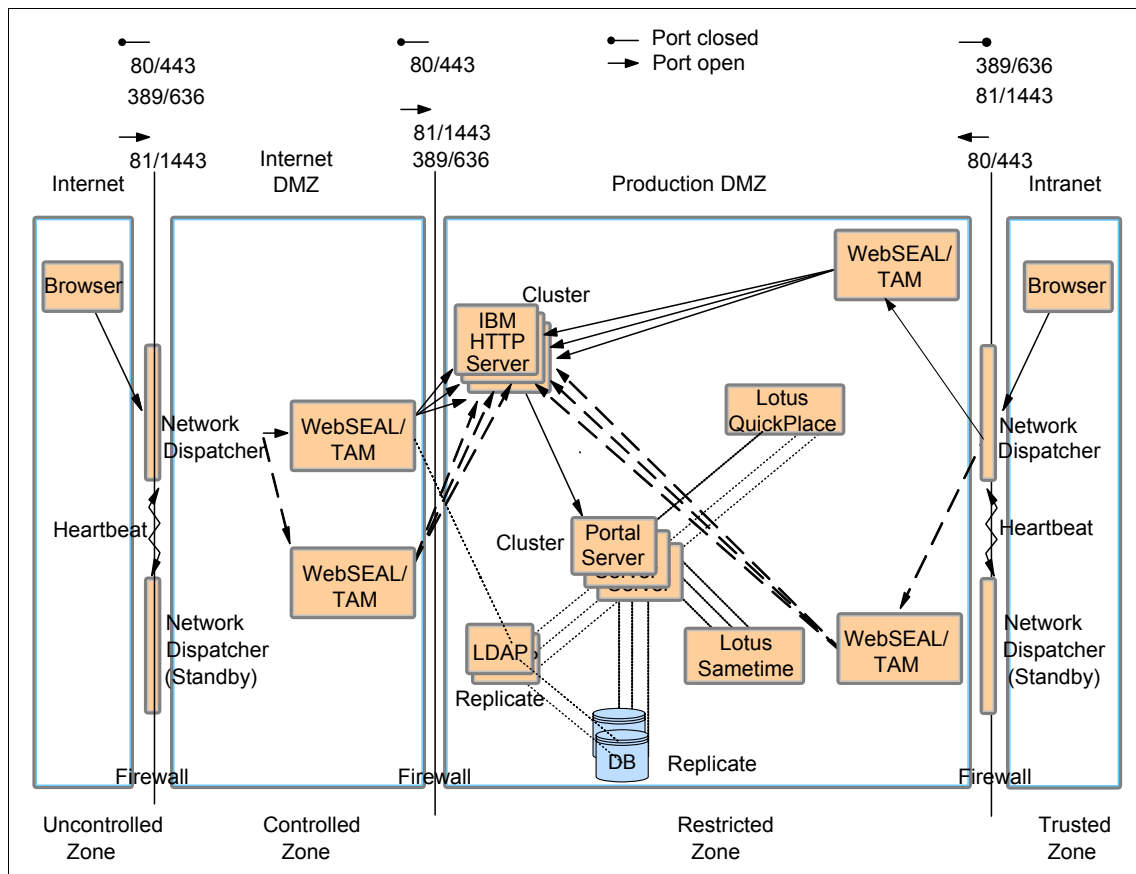 Port closed
Port open
80/443
389/636
81/1443
80/443
81/1443
389/636
389/636
81/1443
80/443
Internet
Internet
DMZ
Production DMZ
Intranet
Browser
Network
Dispatcher
Heartbeat
Network
Dispatcher
(Standby)
WebSEAL/
TAM
WebSEAL/
TAM
Cluster
IBM
HTTP
Server
WebSEAL/
TAM
Lotus
QuickPlace
Cluster
Portal
Server
Server
Server
LDAP
P
Replicate
Lotus
Sametime
DB
Replicate
WebSEAL/
TAM
Browser
Network
Dispatcher
Heartbeat
Network
Dispatcher
(Standby)
Firewall
Firewall
Firewall
Uncontrolled
Zone
Controlled
Zone
Restricted
Zone
Trusted
Zone